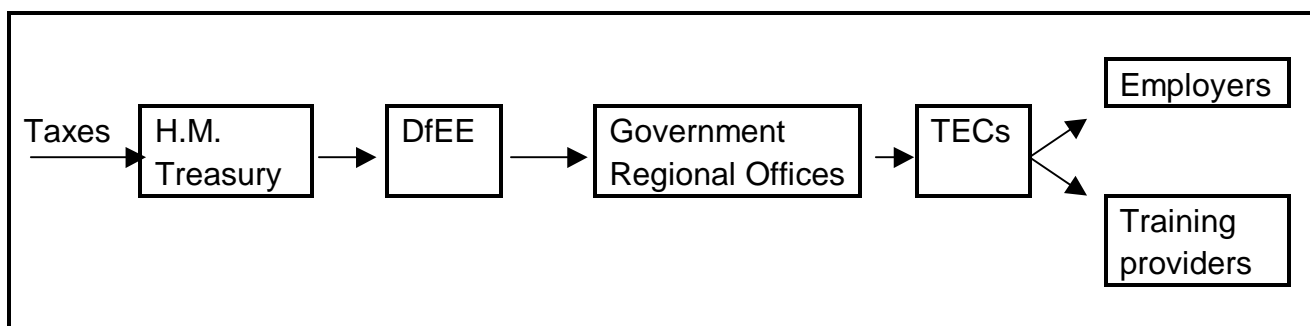 Taxes
H.M.
Treasury
DfEE
Government
Regional Offices
TECs
Employers
Training
providers